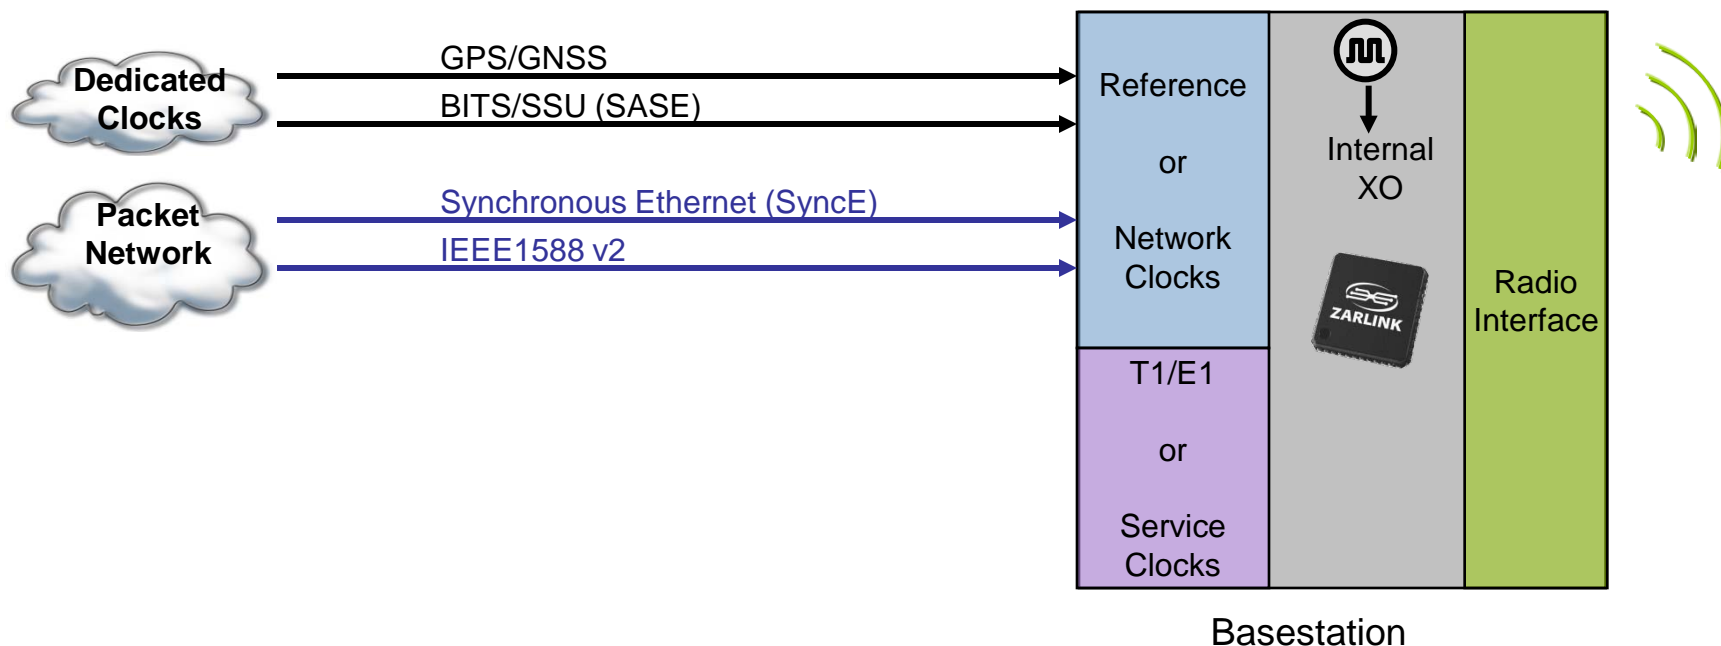 Dedicated
Clocks
GPS/GNSS
BITS/SSU (SASE)
Packet
Network
Synchronous Ethernet (SyncE)
IEEE1588 v2
Reference
or
Network
Clocks
T1/E1
or
Service
Clocks
Internal
XO
ZARLINK
Radio
Interface
Basestation